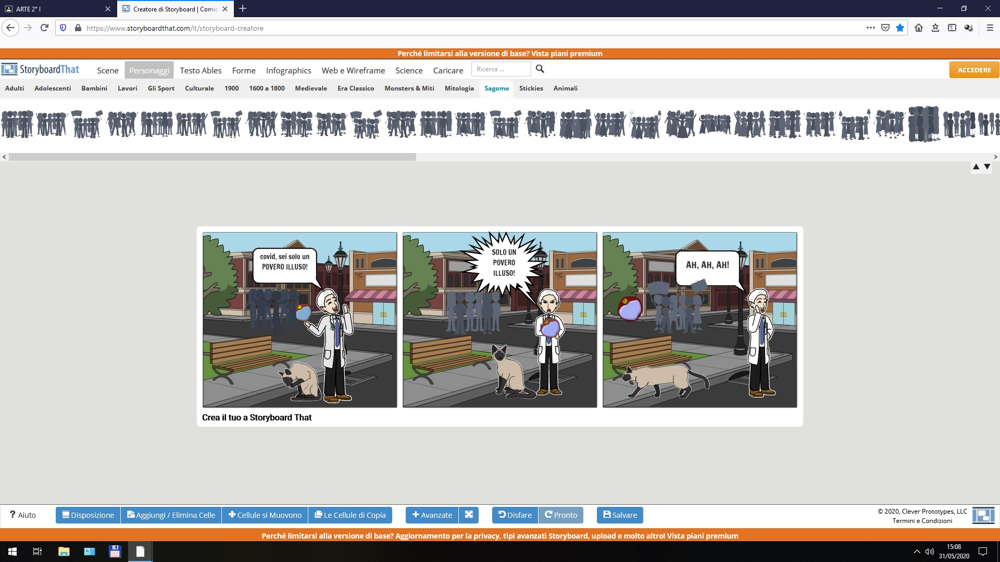 ARTE 2° I
Creatore di Storyboard | Comic
https://www.storyboardthat.com/it/storyboard-creatore
Perché limitarsi alla versione di base? Vista piani premium
StoryboardThat
Scene Personaggi Testo Ables Forme Infographics Web e Wireframe Science Caricare Ricerca ... ACCEDERE
Adulti Adolescenti Bambini Lavori Gli Sport Culturale 1900 1600 a 1800 Medievale Era Classico Monsters & Miti Mitologia Sagome Stickies Animali
covid, sei solo un
POVERO ILLUSO!
SOLO UN
POVERO
ILLUSO!
AH, AH, AH!
Crea il tuo a Storyboard That
? Aiuto Disposizione Aggiungi / Elimina Celle Cellule si Muovono Le Cellule di Copia Avanzate Disfare Pronto Salvare
© 2020, Clever Prototypes, LLC
Termini e Condizioni
Perché limitarsi alla versione di base? Aggiornamento per la privacy, tipi avanzati Storyboard, upload e molto altro! Vista piani premium
15:08
31/05/2020